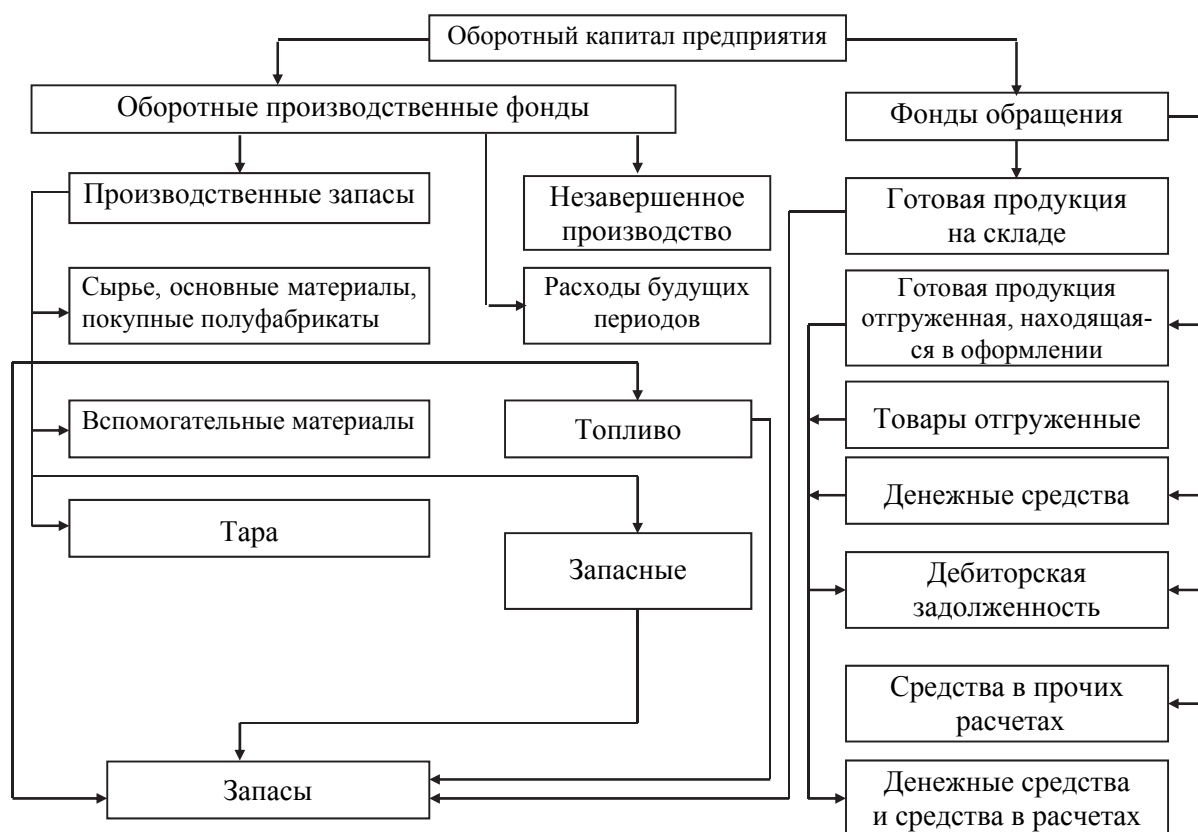 Оборотный капитал предприятия
Оборотные производственные фонды
Фонды обращения
Производственные запасы
Незавершенное
производство
Готовая продукция
на складе
Сырье, основные материалы,
покупные полуфабрикаты
Расходы будущих
периодов
Готовая продукция
отгруженная, находящая-
ся в оформлении
Вспомогательные материалы
Топливо
Товары отгруженные
Денежные средства
Тара
Запасные
Дебиторская
задолженность
Средства в прочих
расчетах
Запасы
Денежные средства
и средства в расчетах